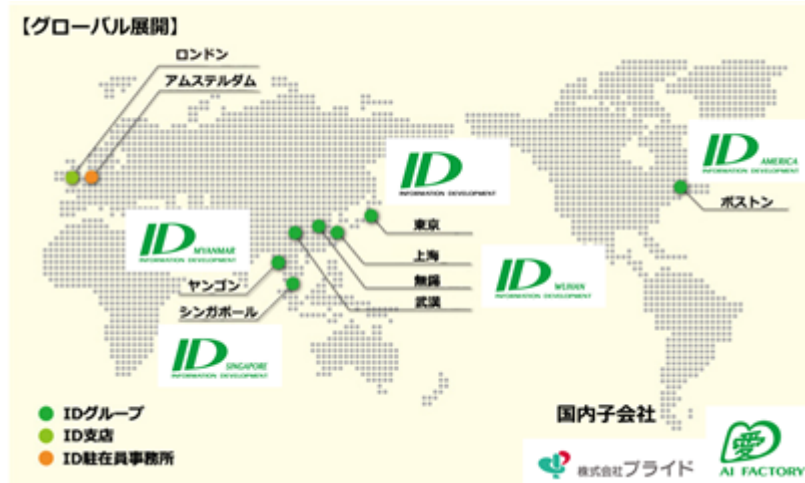 【グローバル展開】
ロンドン
アムステルダム
ID
INFORMATION DEVELOPMENT
ID AMERICA
INFORMATION DEVELOPMENT
ボストン
東京
上海
無錫
武漢
ID MYANMAR
INFORMATION DEVELOPMENT
ヤンゴン
シンガポール
ID WUHAN
INFORMATION DEVELOPMENT
ID SINGAPORE
INFORMATION DEVELOPMENT
IDグループ
ID支店
ID駐在員事務所
国内子会社
株式会社プライド
愛
AI FACTORY